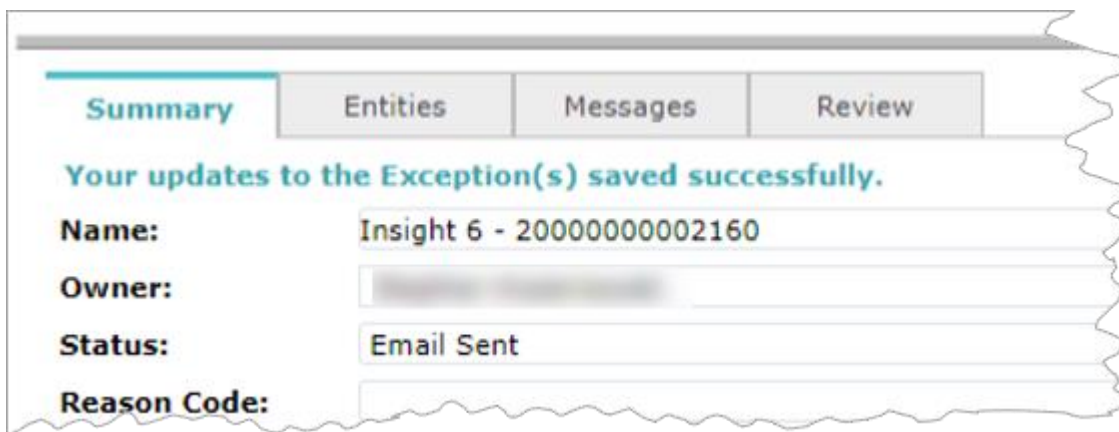 Summary Entities Messages Review
Your updates to the Exception(s) saved successfully.
Name: Insight 6 - 20000000002160
Owner:
Status: Email Sent
Reason Code: